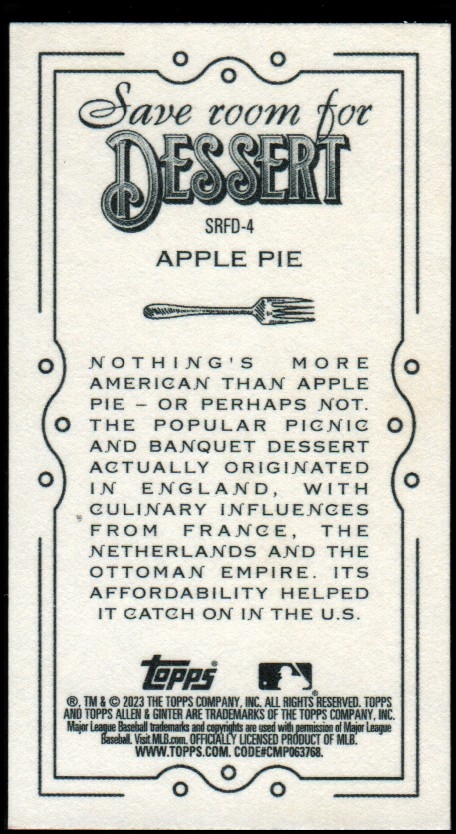 Save room for
DESSERT
SRFD-4
APPLE PIE
NOTHING'S MORE
AMERICAN THAN APPLE
PIE – OR PERHAPS NOT.
THE POPULAR PICNIC
AND BANQUET DESSERT
ACTUALLY ORIGINATED
IN ENGLAND, WITH
CULINARY INFLUENCES
FROM FRANCE, THE
NETHERLANDS AND THE
OTTOMAN EMPIRE. ITS
AFFORDABILITY HELPED
IT CATCH ON IN THE U.S.
topps®
®
®, TM & © 2023 THE TOPPS COMPANY, INC. ALL RIGHTS RESERVED. TOPPS
AND TOPPS ALLEN & GINTER ARE TRADEMARKS OF THE TOPPS COMPANY, INC.
Major League Baseball trademarks and copyrights are used with permission of Major League
Baseball. Visit MLB.com. OFFICIALLY LICENSED PRODUCT OF MLB.
WWW.TOPPS.COM. CODE#CMP063768.